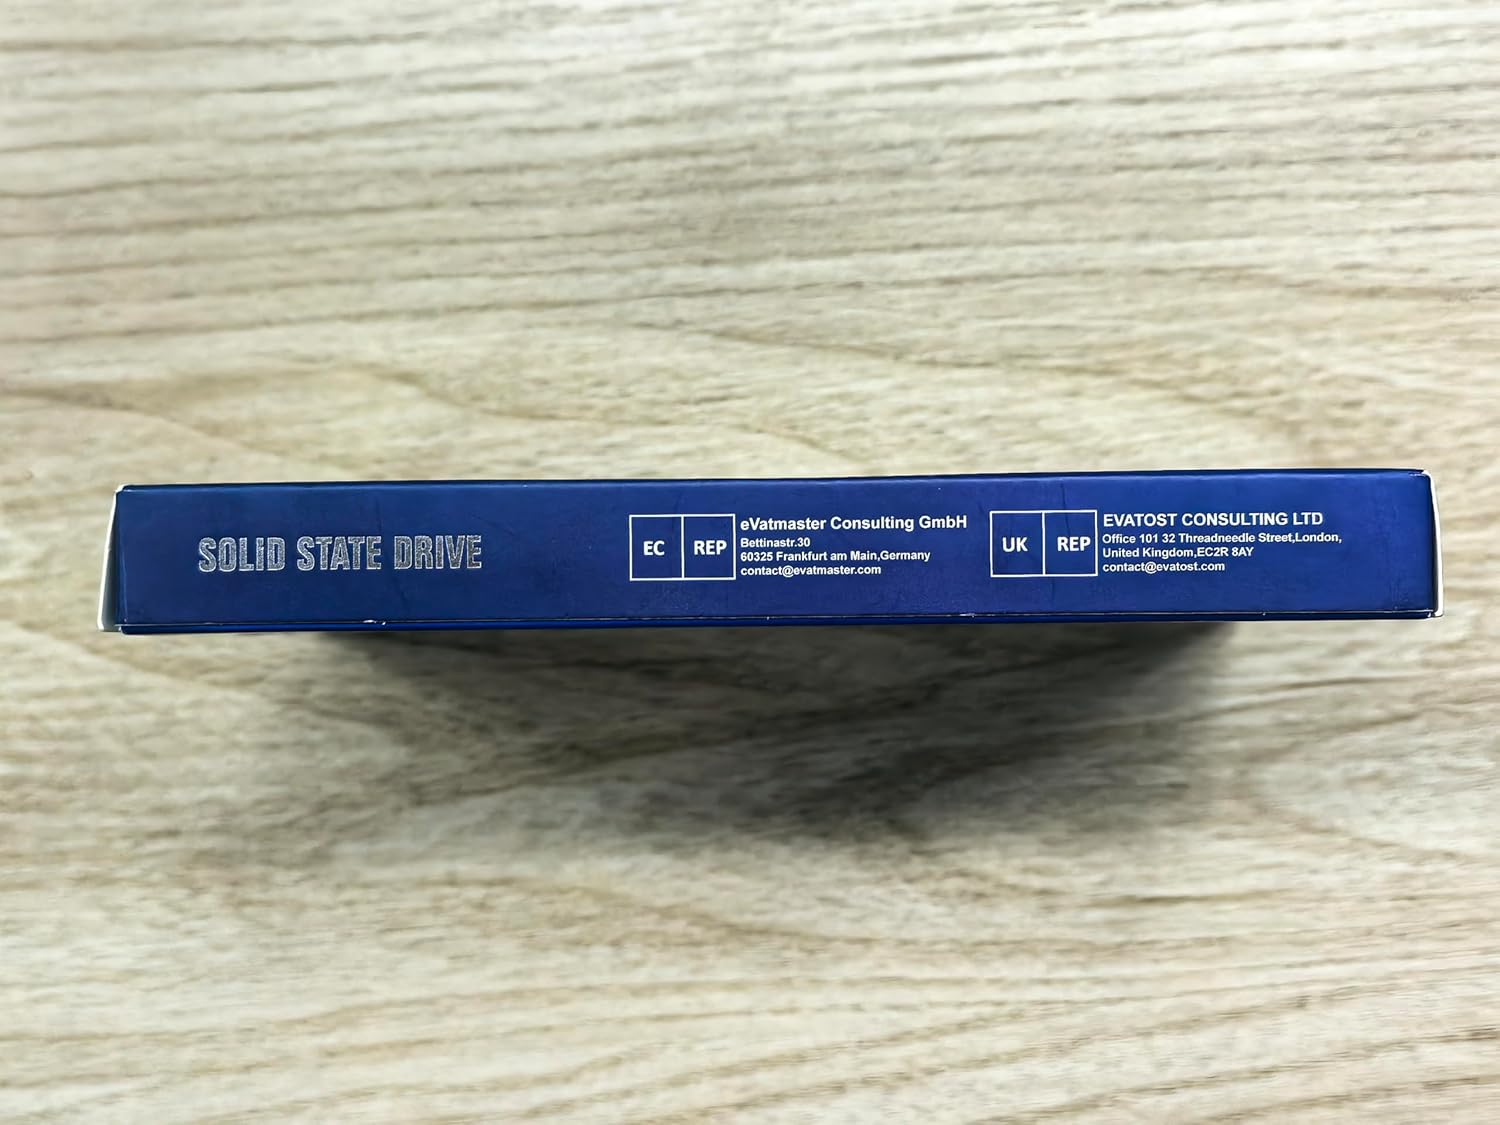 SOLID STATE DRIVE
EC REP
eVatmaster Consulting GmbH
Bettinastr.30
60325 Frankfurt am Main,Germany
contact@evatmaster.com
UK REP
EVATOST CONSULTING LTD
Office 101 32 Threadneedle Street,London,
United Kingdom,EC2R 8AY
contact@evatost.com